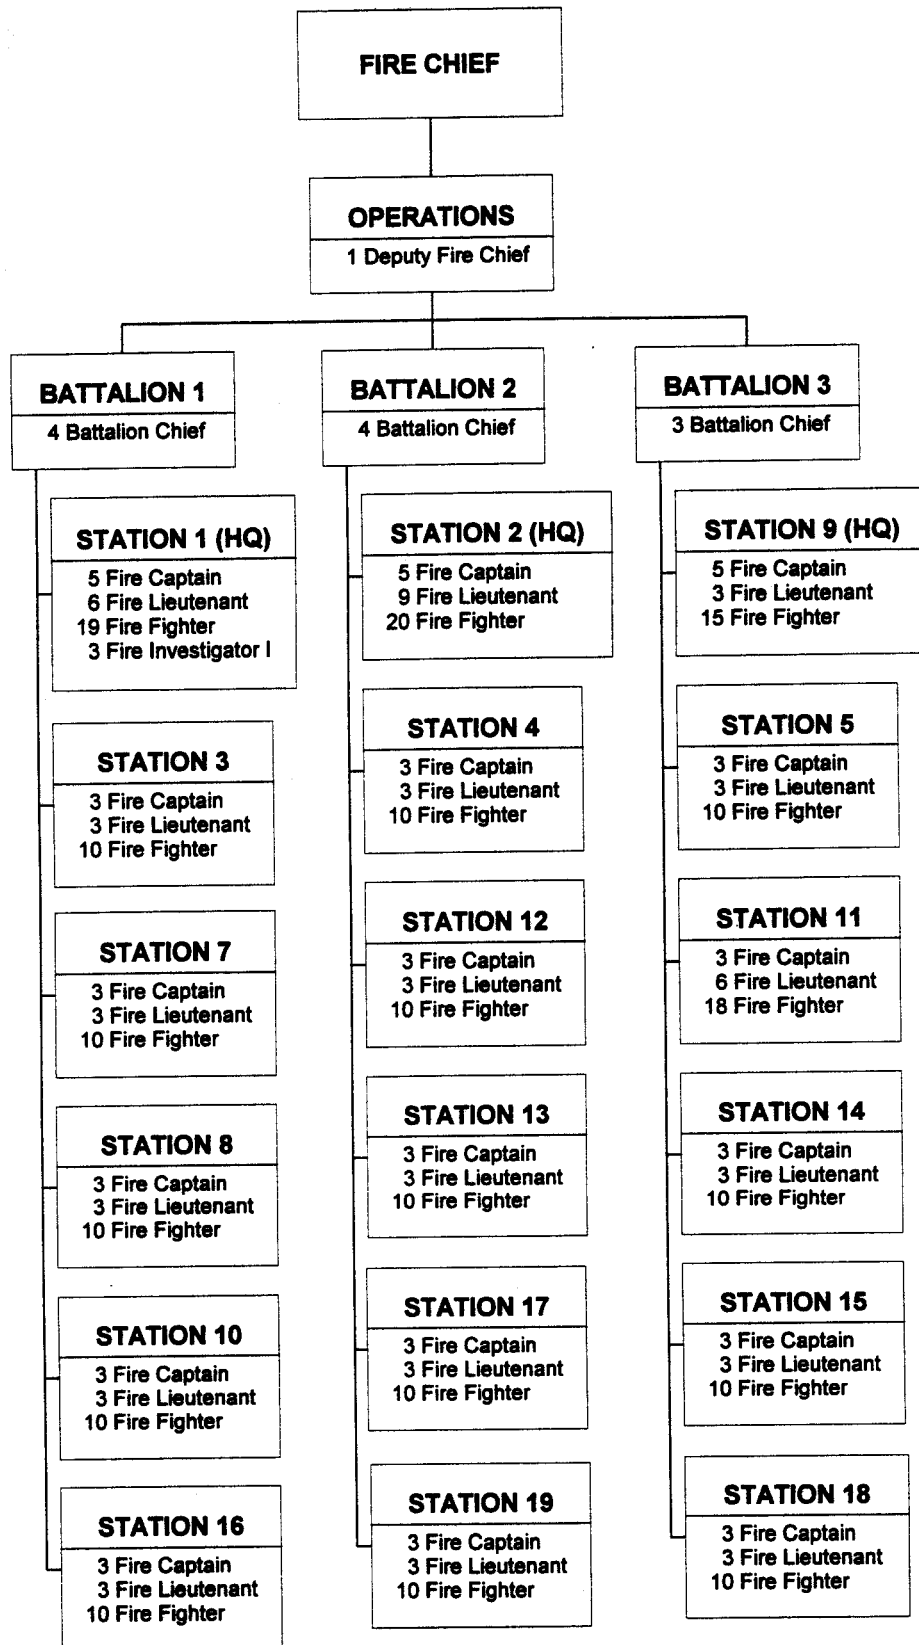 FIRE CHIEF
OPERATIONS
1 Deputy Fire Chief
BATTALION 1
4 Battalion Chief
STATION 1 (HQ)
5 Fire Captain
6 Fire Lieutenant
19 Fire Fighter
3 Fire Investigator I
STATION 3
3 Fire Captain
3 Fire Lieutenant
10 Fire Fighter
STATION 7
3 Fire Captain
3 Fire Lieutenant
10 Fire Fighter
STATION 8
3 Fire Captain
3 Fire Lieutenant
10 Fire Fighter
STATION 10
3 Fire Captain
3 Fire Lieutenant
10 Fire Fighter
STATION 16
3 Fire Captain
3 Fire Lieutenant
10 Fire Fighter
BATTALION 2
4 Battalion Chief
STATION 2 (HQ)
5 Fire Captain
9 Fire Lieutenant
20 Fire Fighter
STATION 4
3 Fire Captain
3 Fire Lieutenant
10 Fire Fighter
STATION 12
3 Fire Captain
3 Fire Lieutenant
10 Fire Fighter
STATION 13
3 Fire Captain
3 Fire Lieutenant
10 Fire Fighter
STATION 17
3 Fire Captain
3 Fire Lieutenant
10 Fire Fighter
STATION 19
3 Fire Captain
3 Fire Lieutenant
10 Fire Fighter
BATTALION 3
3 Battalion Chief
STATION 9 (HQ)
5 Fire Captain
3 Fire Lieutenant
15 Fire Fighter
STATION 5
3 Fire Captain
3 Fire Lieutenant
10 Fire Fighter
STATION 11
3 Fire Captain
6 Fire Lieutenant
18 Fire Fighter
STATION 14
3 Fire Captain
3 Fire Lieutenant
10 Fire Fighter
STATION 15
3 Fire Captain
3 Fire Lieutenant
10 Fire Fighter
STATION 18
3 Fire Captain
3 Fire Lieutenant
10 Fire Fighter